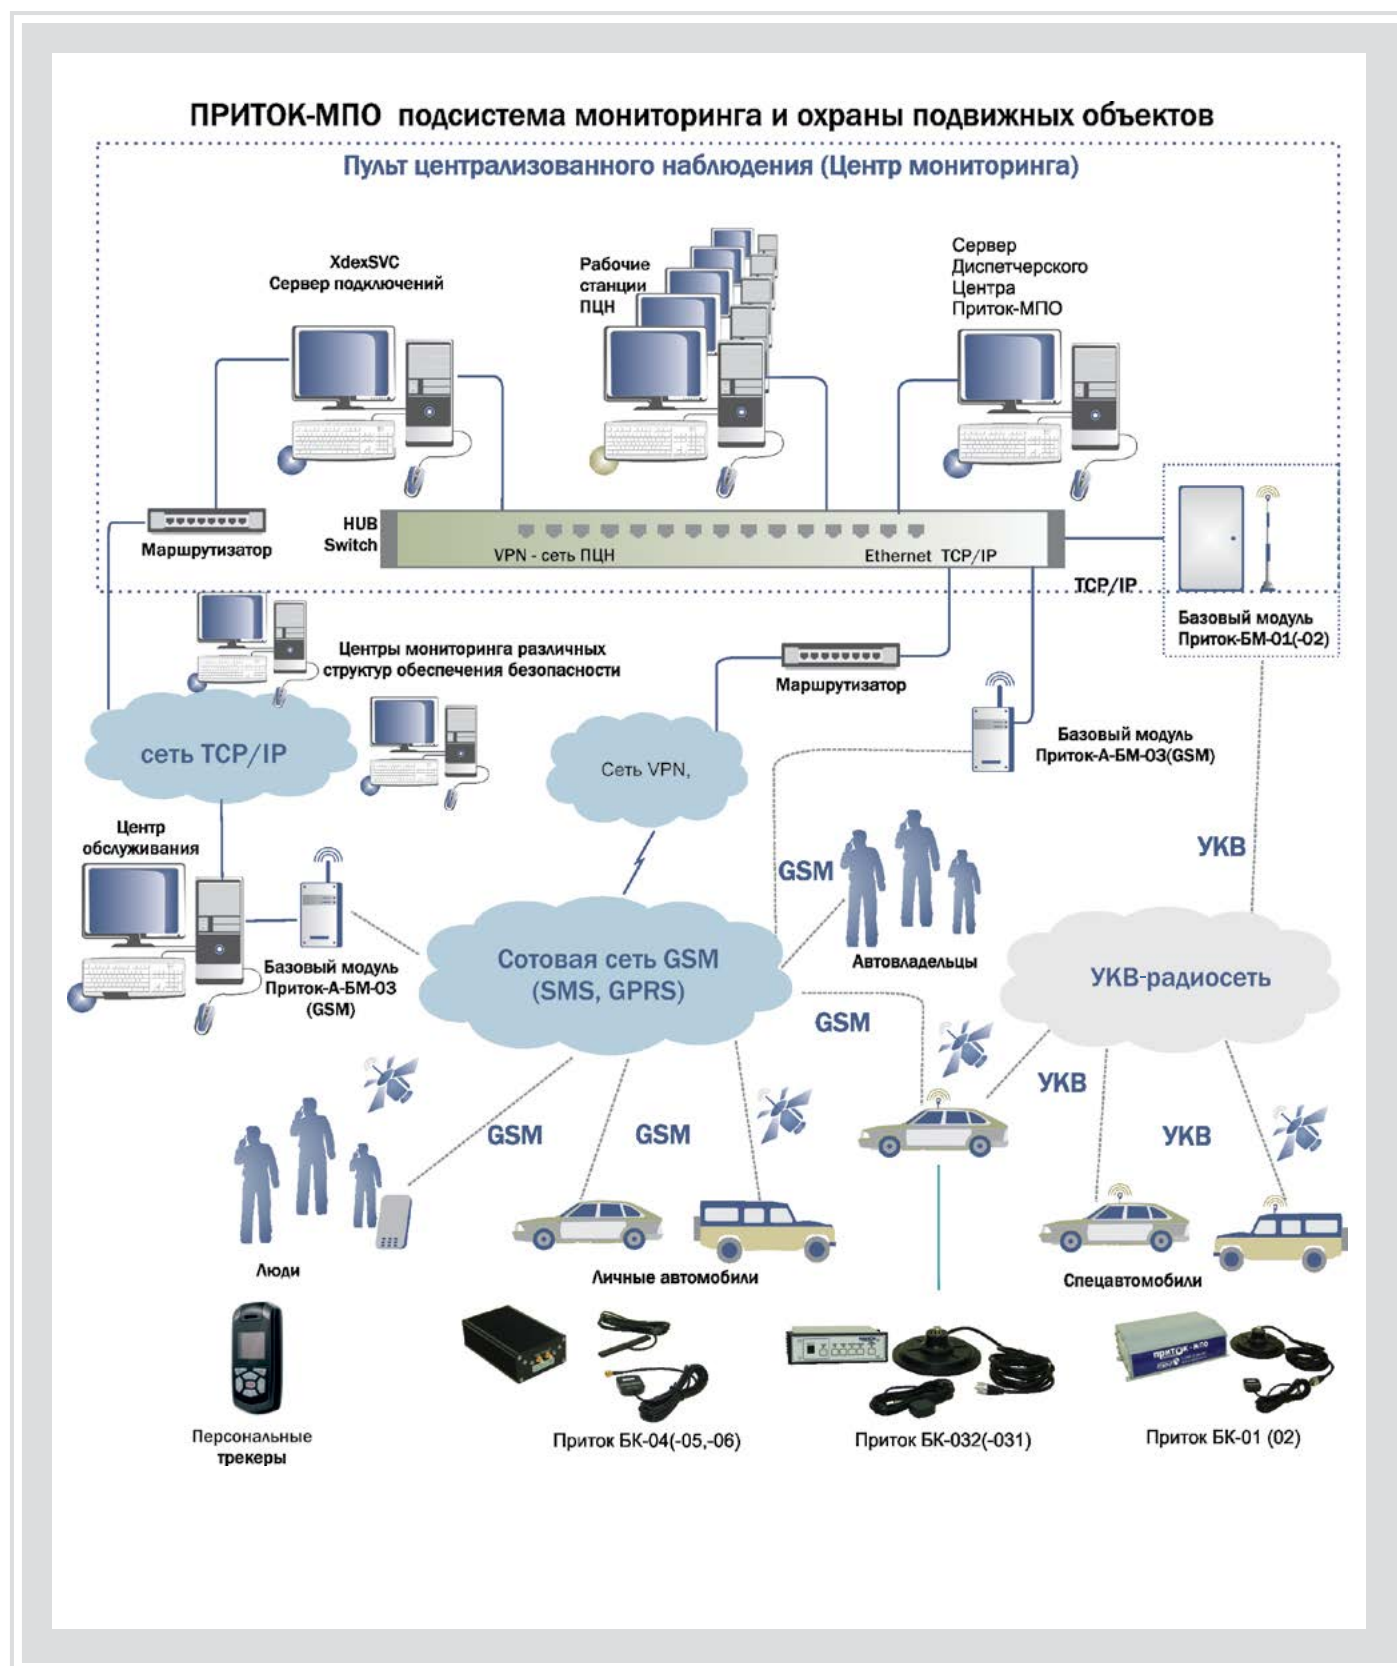 ПРИТОК-МПО подсистема мониторинга и охраны подвижных объектов
Пульт централизованного наблюдения (Центр мониторинга)
XdexSVC
Сервер подключений
Рабочие
станции
ПЦН
Сервер
Диспетчерского
Центра
Приток-МПО
Маршрутизатор
HUB
Switch
VPN - сеть ПЦН
Ethernet TCP/IP
TCP/IP
Базовый модуль
Приток-БМ-01(-02)
Центры мониторинга различных
структур обеспечения безопасности
Маршрутизатор
сеть TCP/IP
Сеть VPN,
Базовый модуль
Приток-А-БМ-03(GSM)
Центр
обслуживания
GSM
УКВ
Базовый модуль
Приток-А-БМ-03
(GSM)
Сотовая сеть GSM
(SMS, GPRS)
Автовладельцы
УКВ-радиосеть
GSM
УКВ
GSM
GSM
УКВ
Люди
Личные автомобили
Спецавтомобили
приток-мпо
Персональные
трекеры
Приток БК-04(-05,-06)
Приток БК-032(-031)
Приток БК-01 (02)